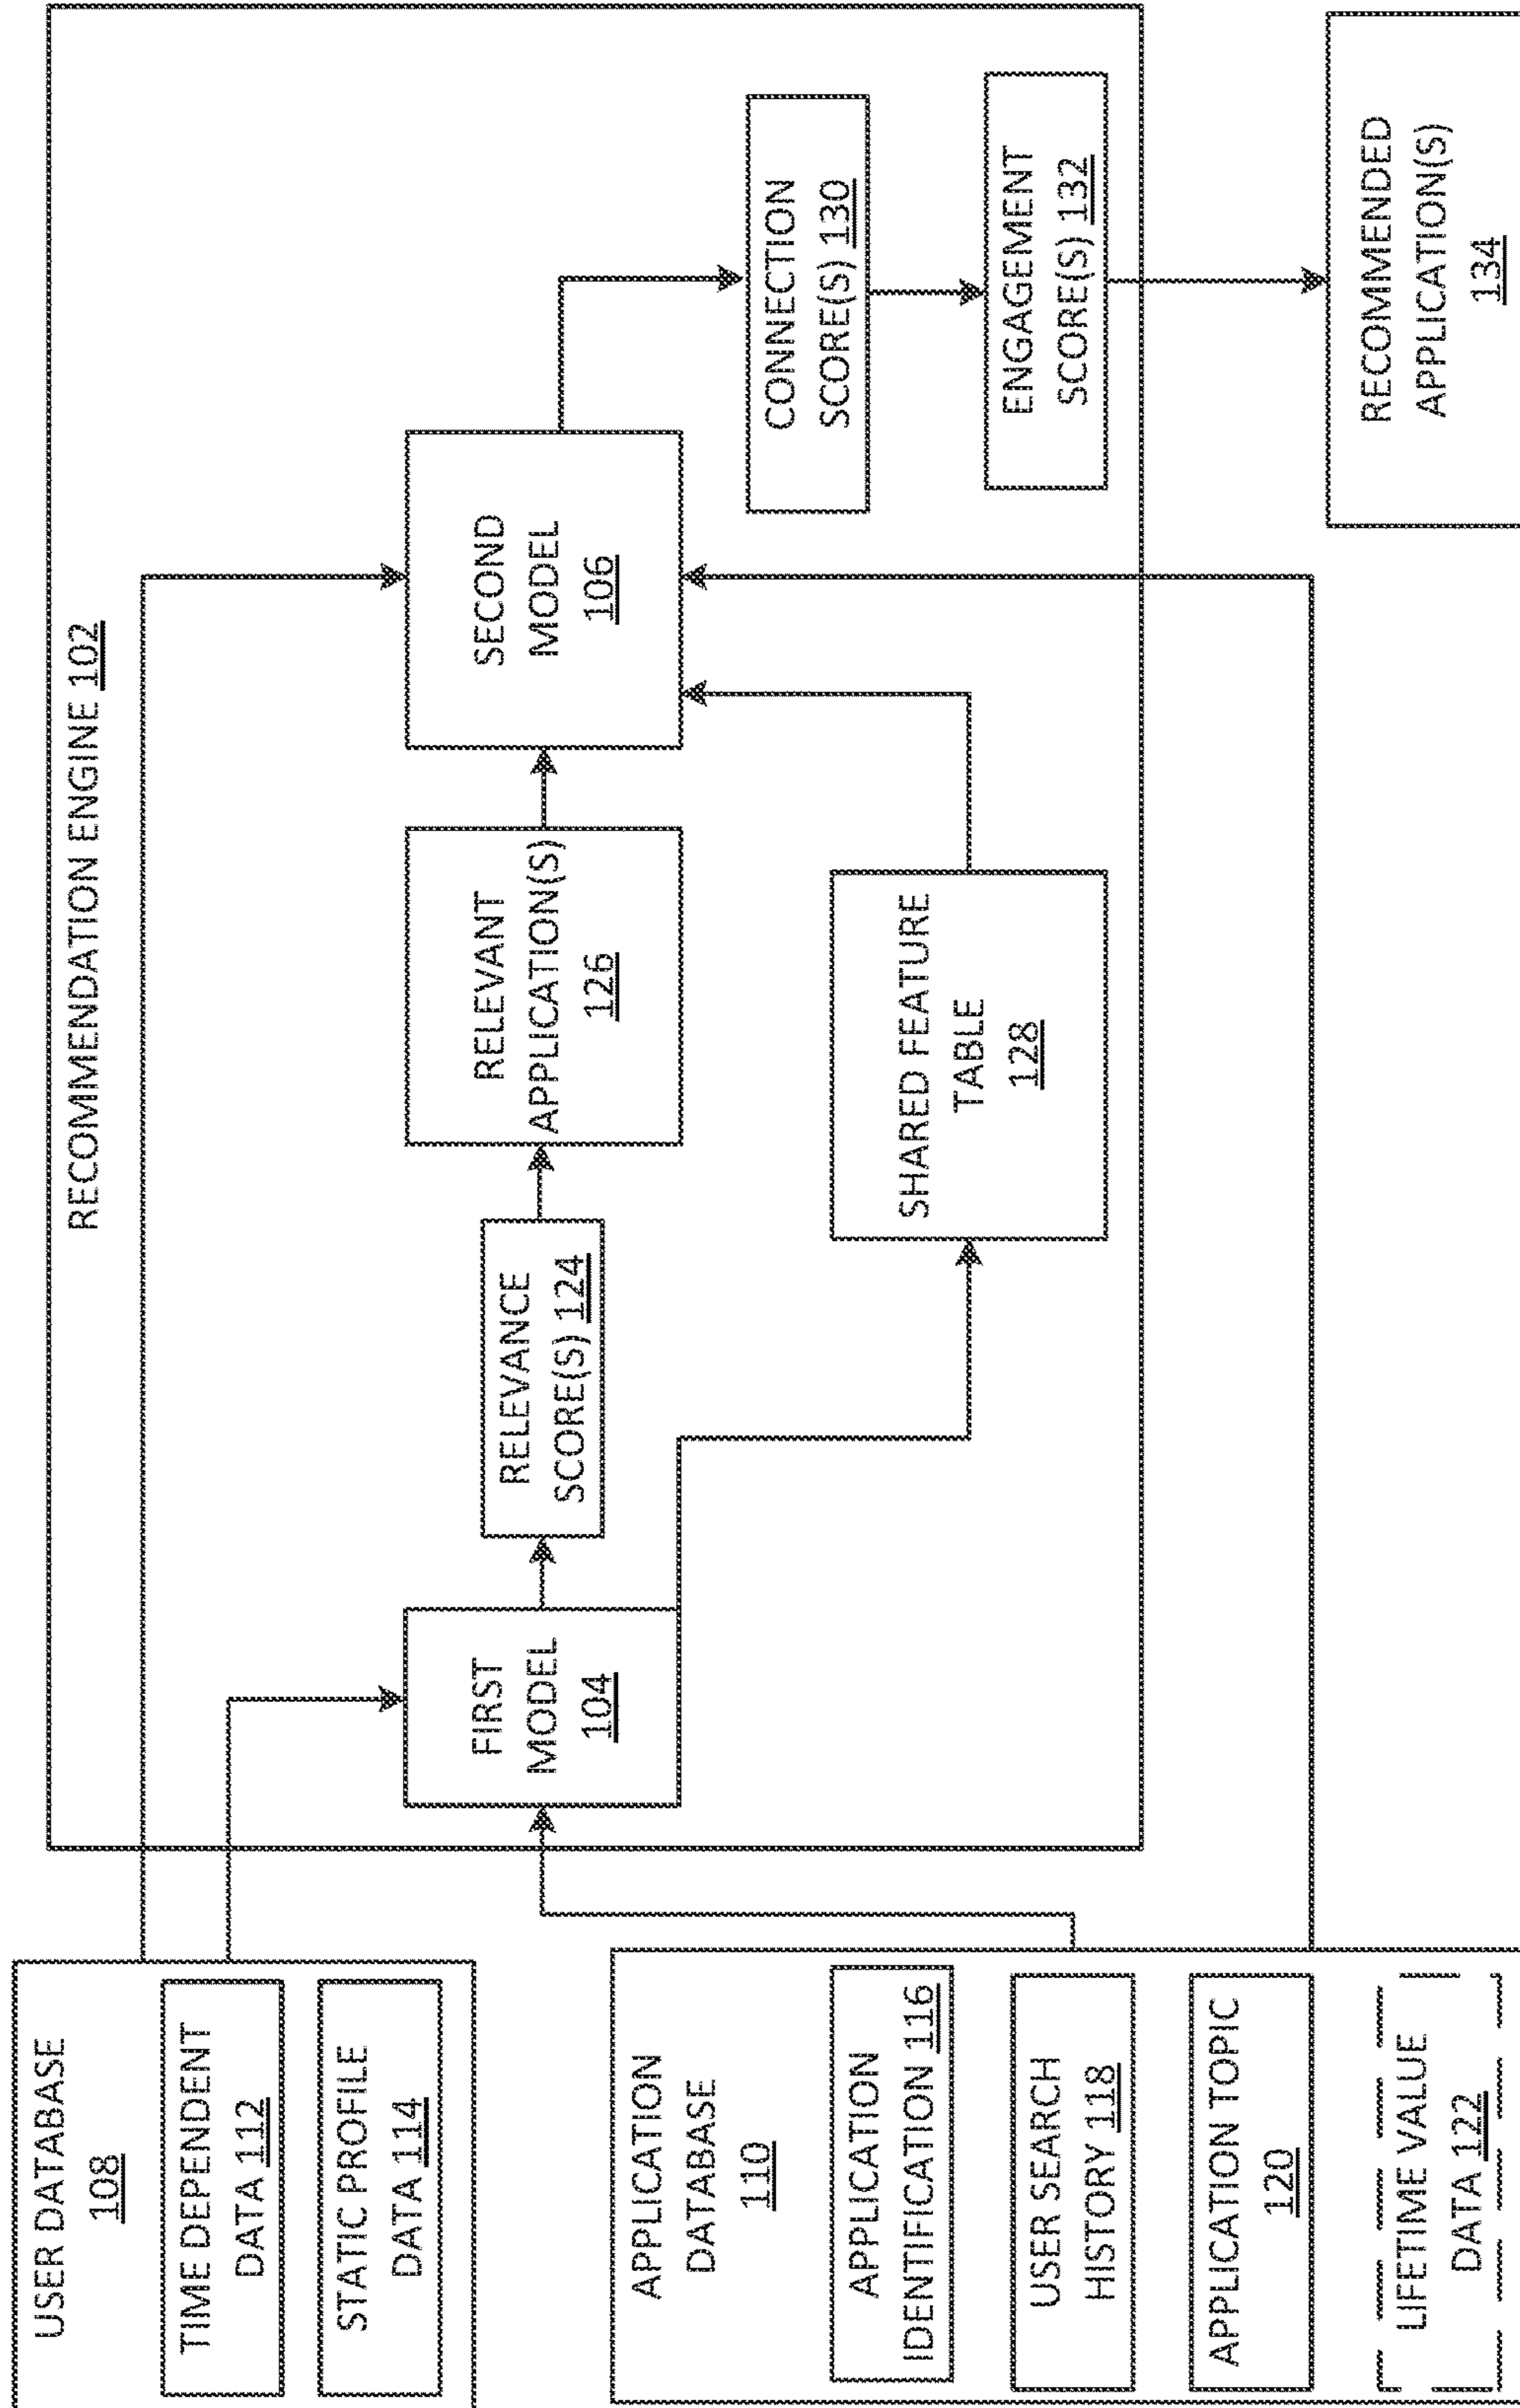 USER DATABASE
108
TIME DEPENDENT
DATA 112
STATIC PROFILE
DATA 114
APPLICATION
DATABASE
110
APPLICATION
IDENTIFICATION 116
USER SEARCH
HISTORY 118
APPLICATION TOPIC
120
LIFETIME VALUE
DATA 122
RECOMMENDATION ENGINE 102
FIRST
MODEL
104
RELEVANCE
SCORE(S) 124
RELEVANT
APPLICATION(S)
126
SHARED FEATURE
TABLE
128
SECOND
MODEL
106
CONNECTION
SCORE(S) 130
ENGAGEMENT
SCORE(S) 132
RECOMMENDED
APPLICATION(S)
134